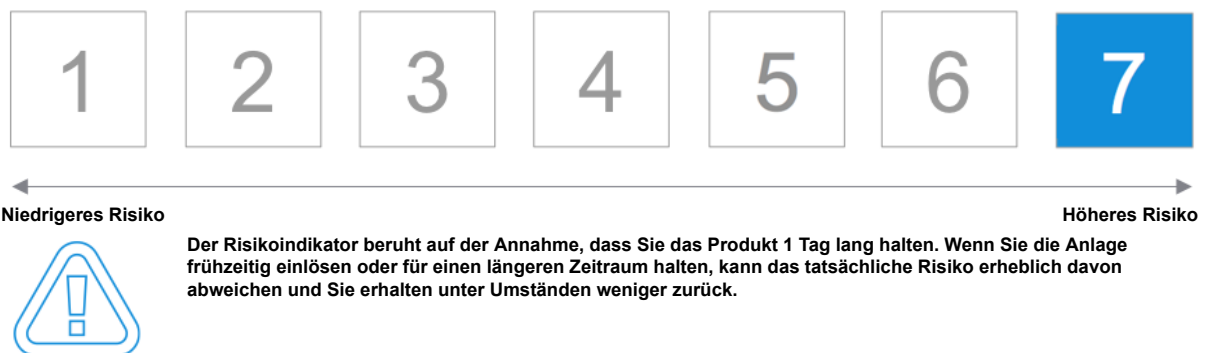 1 2 3 4 5 6 7
Niedrigeres Risiko Höheres Risiko
Der Risikoindikator beruht auf der Annahme, dass Sie das Produkt 1 Tag lang halten. Wenn Sie die Anlage
frühzeitig einlösen oder für einen längeren Zeitraum halten, kann das tatsächliche Risiko erheblich davon
abweichen und Sie erhalten unter Umständen weniger zurück.